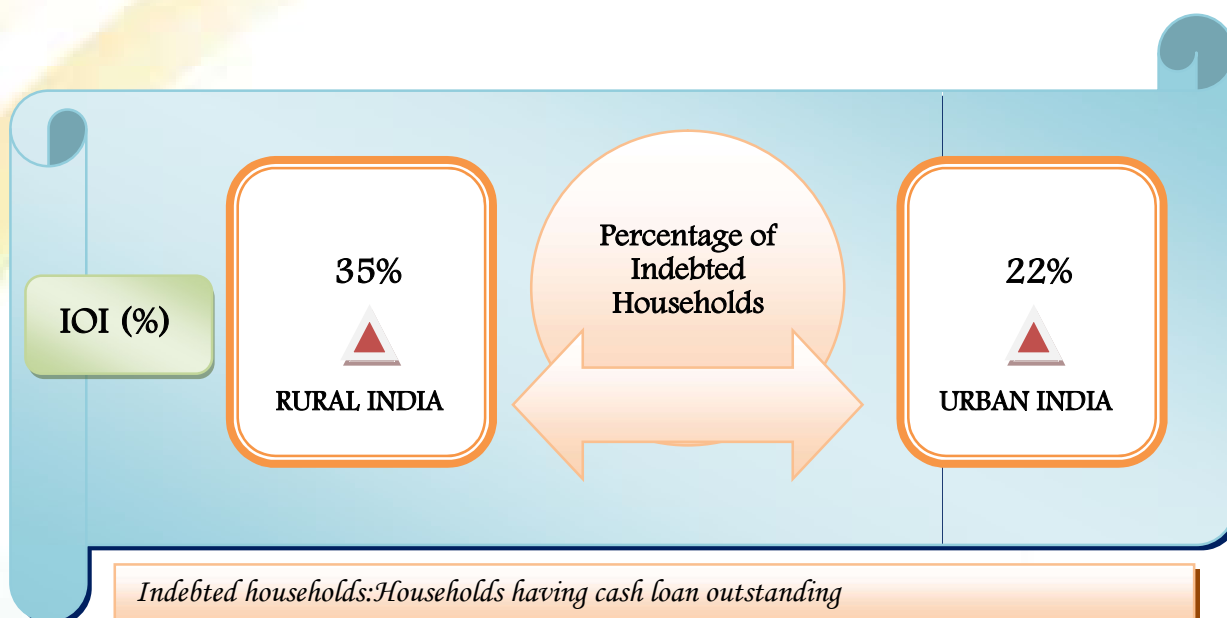 IOI (%)
35%
RURAL INDIA
Percentage of
Indebted
Households
22%
URBAN INDIA
Indebted households:Households having cash loan outstanding